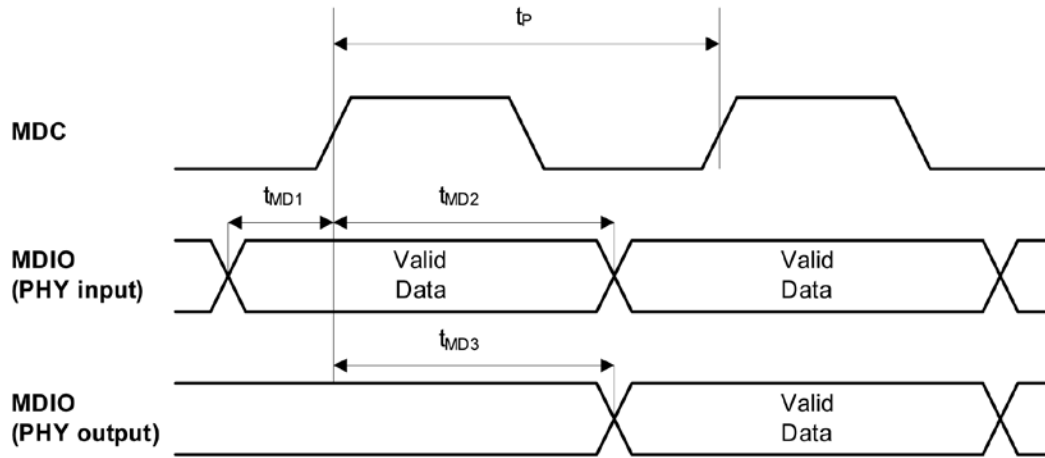 tP
MDC
tMD1
tMD2
MDIO
(PHY input)
Valid
Data
Valid
Data
tMD3
MDIO
(PHY output)
Valid
Data